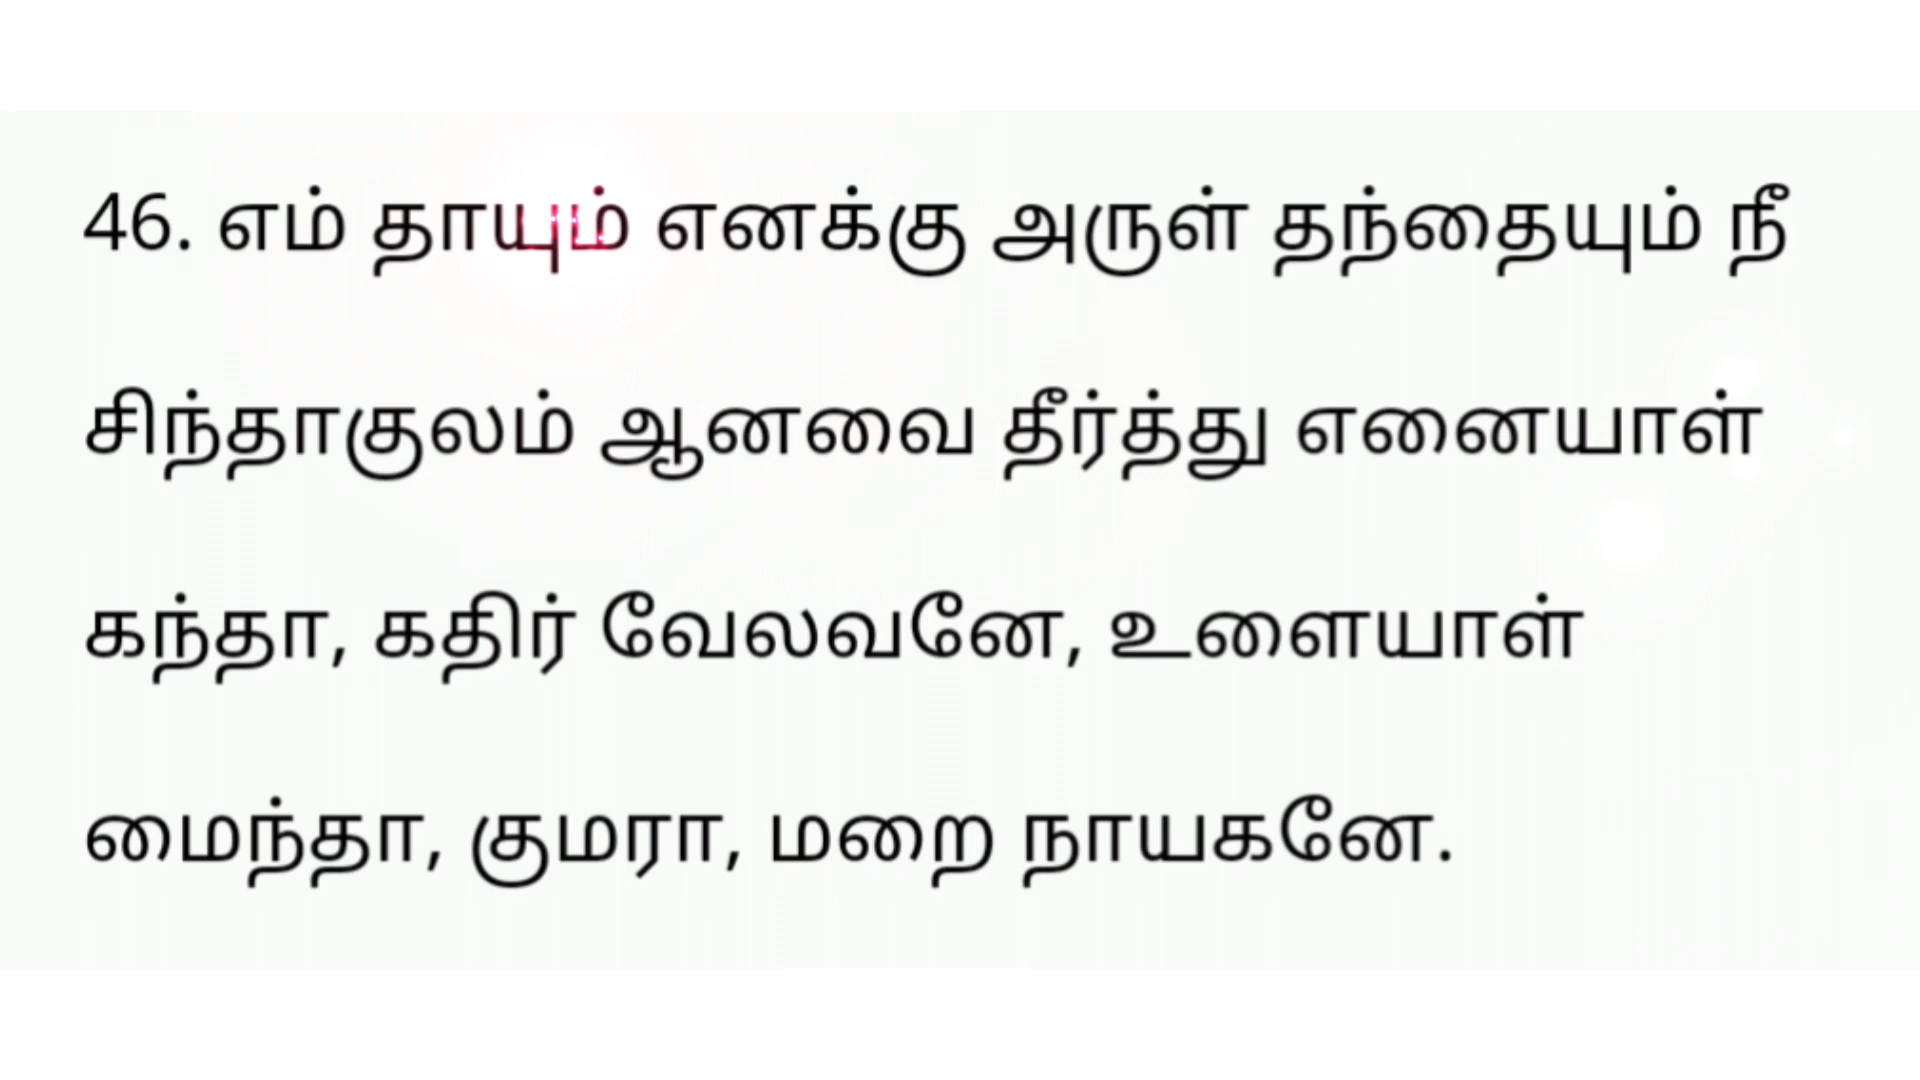 46. எம் தாயும் எனக்கு அருள் தந்தையும் நீ
சிந்தாகுலம் ஆனவை தீர்த்து எனையாள்
கந்தா, கதிர் வேலவனே, உளையாள்
மைந்தா, குமரா, மறை நாயகனே.